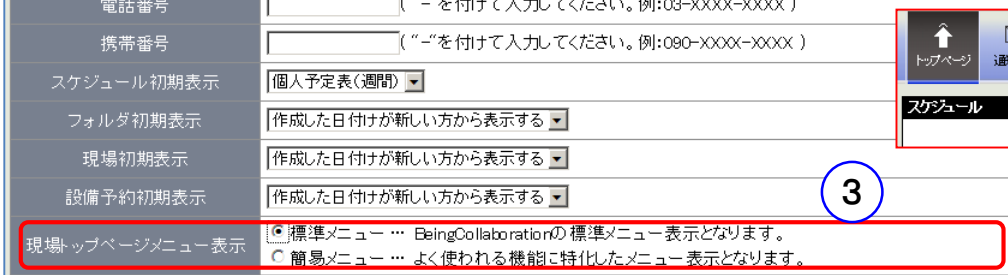 電話番号 ( "-"を付けて入力してください。例:03-XXXX-XXXX )
携帯番号 ( "-"を付けて入力してください。例:090-XXXX-XXXX )
トップページ
スケジュール初期表示 個人予定表(週間)
スケジュール
フォルダ初期表示 作成した日付けが新しい方から表示する
現場初期表示 作成した日付けが新しい方から表示する
設備予約初期表示 作成した日付けが新しい方から表示する
3
現場トップページメニュー表示 標準メニュー … BeingCollaborationの標準メニュー表示となります。
簡易メニュー … よく使われる機能に特化したメニュー表示となります。